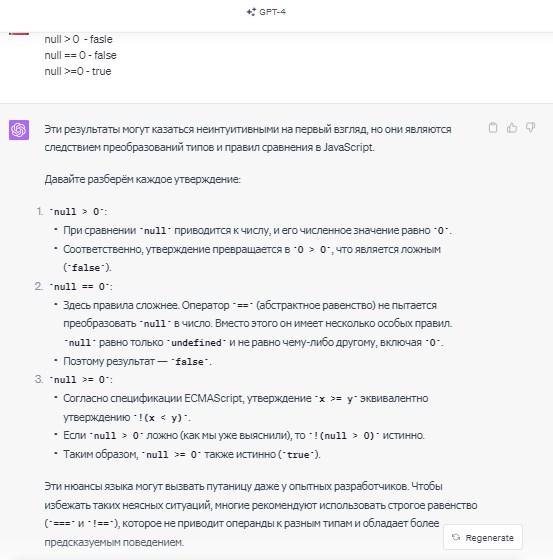 GPT-4
null > 0 - fasle
null == 0 - false
null >=0 - true
Эти результаты могут казаться неинтуитивными на первый взгляд, но они являются
следствием преобразований типов и правил сравнения в JavaScript.
Давайте разберём каждое утверждение:
1. `null > 0`:
• При сравнении `null` приводится к числу, и его численное значение равно `0`.
• Соответственно, утверждение превращается в `0 > 0`, что является ложным
(`false`).
2. `null == 0`:
• Здесь правила сложнее. Оператор `==` (абстрактное равенство) не пытается
преобразовать `null` в число. Вместо этого он имеет несколько особых правил.
`null` равно только `undefined` и не равно чему-либо другому, включая `0`.
• Поэтому результат — `false`.
3. `null >= 0`:
• Согласно спецификации ECMAScript, утверждение `x >= y` эквивалентно
утверждению `!(x < y)`.
• Если `null > 0` ложно (как мы уже выяснили), то `!(null > 0)` истинно.
• Таким образом, `null >= 0` также истинно (`true`).
Эти нюансы языка могут вызвать путаницу даже у опытных разработчиков. Чтобы
избежать таких неясных ситуаций, многие рекомендуют использовать строгое равенство
(`===` и `!==`), которое не приводит операнды к разным типам и обладает более
предсказуемым поведением.
Regenerate